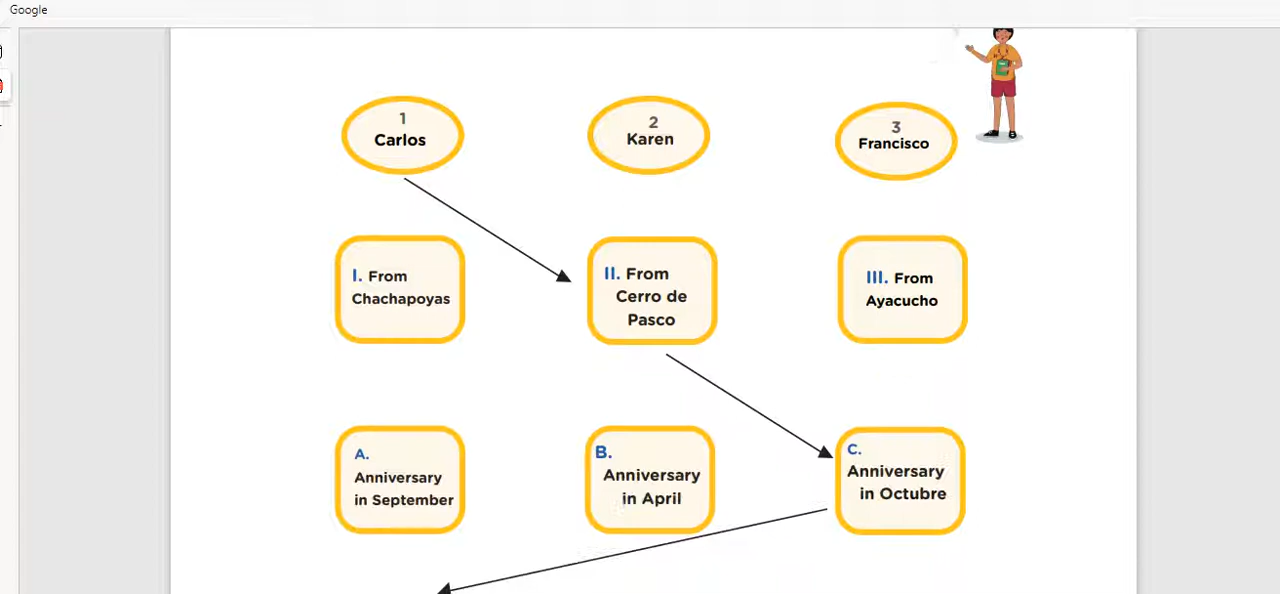 Google
1
Carlos
2
Karen
3
Francisco
I. From
Chachapoyas
II. From
Cerro de
Pasco
III. From
Ayacucho
A.
Anniversary
in September
B.
Anniversary
in April
C.
Anniversary
in Octubre